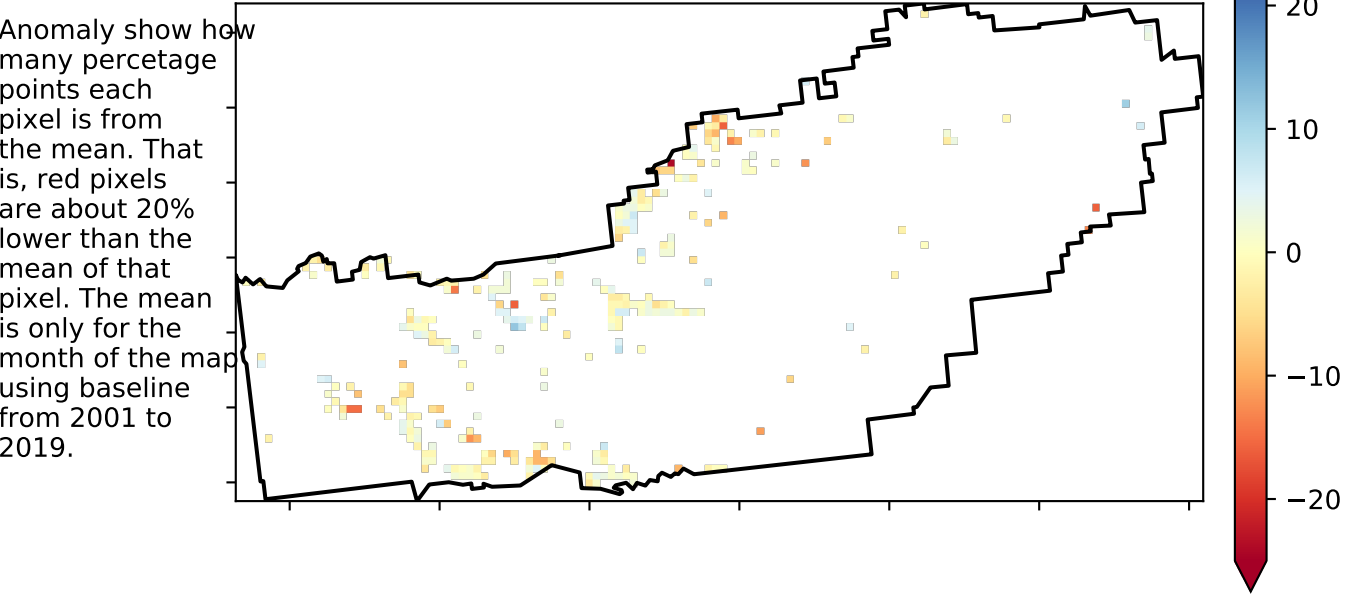 Anomaly show how
many percetage
points each
pixel is from
the mean. That
is, red pixels
are about 20%
lower than the
mean of that
pixel. The mean
is only for the
month of the map
using baseline
from 2001 to
2019.
20
10
0
−10
−20